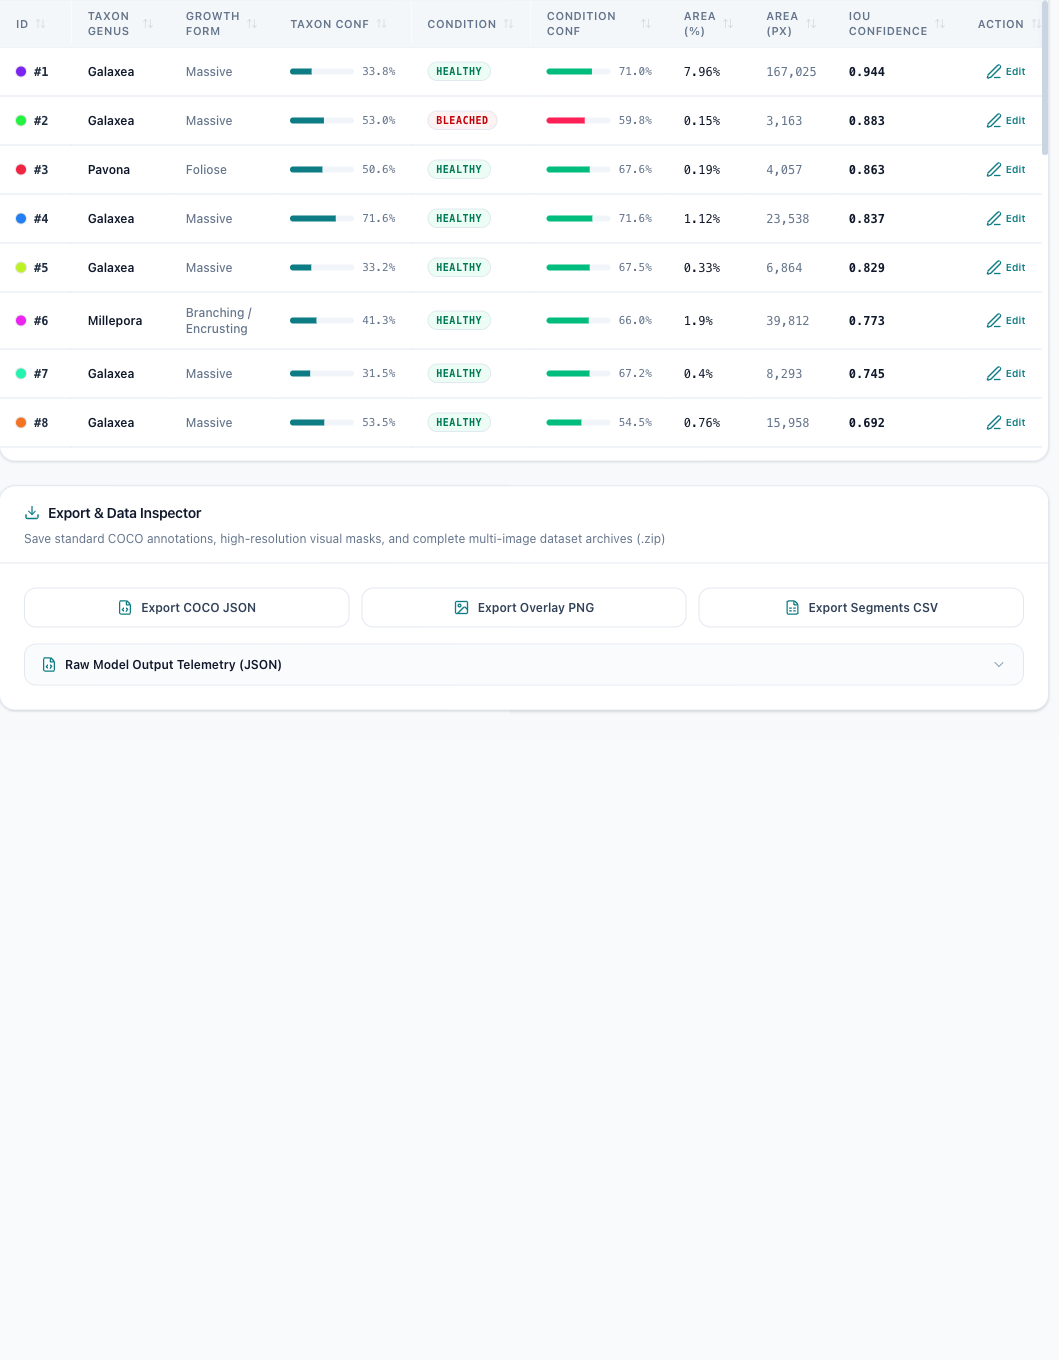 ID TAXON GENUS GROWTH FORM TAXON CONF CONDITION CONDITION CONF AREA (%) AREA (PX) IOU CONFIDENCE ACTION
#1 Galaxea Massive 33.8% HEALTHY 71.0% 7.96% 167,025 0.944 Edit
#2 Galaxea Massive 53.0% BLEACHED 59.8% 0.15% 3,163 0.883 Edit
#3 Pavona Foliose 50.6% HEALTHY 67.6% 0.19% 4,057 0.863 Edit
#4 Galaxea Massive 71.6% HEALTHY 71.6% 1.12% 23,538 0.837 Edit
#5 Galaxea Massive 33.2% HEALTHY 67.5% 0.33% 6,864 0.829 Edit
#6 Millepora Branching / Encrusting 41.3% HEALTHY 66.0% 1.9% 39,812 0.773 Edit
#7 Galaxea Massive 31.5% HEALTHY 67.2% 0.4% 8,293 0.745 Edit
#8 Galaxea Massive 53.5% HEALTHY 54.5% 0.76% 15,958 0.692 Edit
Export & Data Inspector
Save standard COCO annotations, high-resolution visual masks, and complete multi-image dataset archives (.zip)
Export COCO JSON Export Overlay PNG Export Segments CSV
Raw Model Output Telemetry (JSON)